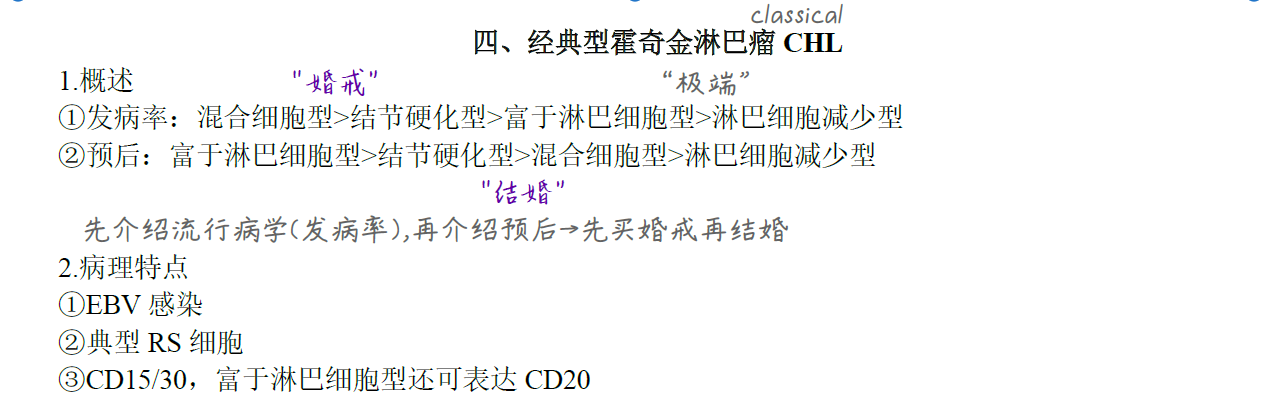 classical
四、经典型霍奇金淋巴瘤 CHL
1.概述
"婚戒"
“极端”
①发病率：混合细胞型>结节硬化型>富于淋巴细胞型>淋巴细胞减少型
②预后：富于淋巴细胞型>结节硬化型>混合细胞型>淋巴细胞减少型
"结婚"
先介绍流行病学(发病率),再介绍预后→先买婚戒再结婚
2.病理特点
①EBV 感染
②典型 RS 细胞
③CD15/30，富于淋巴细胞型还可表达 CD20